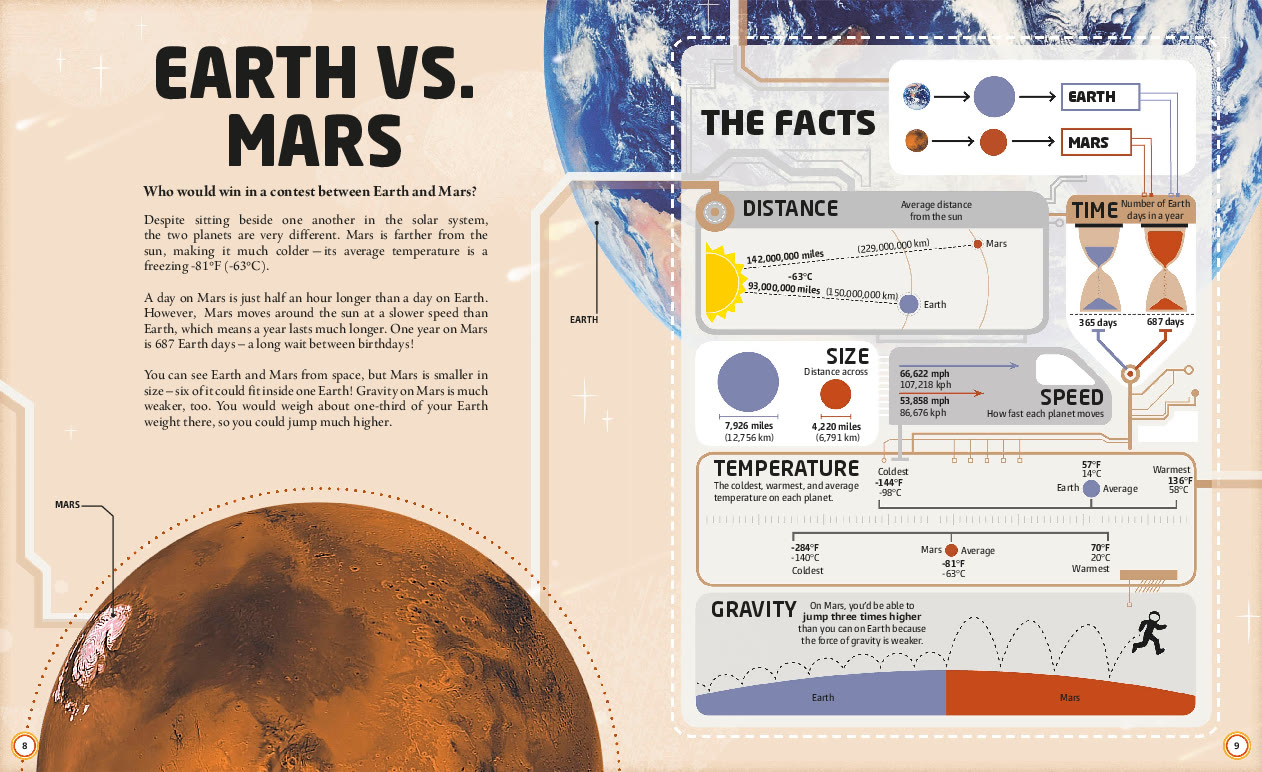 EARTH VS.
MARS
Who would win in a contest between Earth and Mars?
Despite sitting beside one another in the solar system,
the two planets are very different. Mars is farther from the
sun, making it much colder – its average temperature is a
freezing -81°F (-63°C).
A day on Mars is just half an hour longer than a day on Earth.
However, Mars moves around the sun at a slower speed than
Earth, which means a year lasts much longer. One year on Mars
is 687 Earth days – a long wait between birthdays!
You can see Earth and Mars from space, but Mars is smaller in
size – six of it could fit inside one Earth! Gravity on Mars is much
weaker, too. You would weigh about one-third of your Earth
weight there, so you could jump much higher.
EARTH
MARS
8
THE FACTS
EARTH
MARS
DISTANCE
Average distance
from the sun
142,000,000 miles (229,000,000 km)
Mars
-63°C
93,000,000 miles (150,000,000 km)
Earth
TIME
Number of Earth
days in a year
365 days
687 days
SIZE
Distance across
7,926 miles
(12,756 km)
4,220 miles
(6,791 km)
66,622 mph
107,218 kph
53,858 mph
86,676 kph
SPEED
How fast each planet moves
TEMPERATURE
The coldest, warmest, and average
temperature on each planet.
Coldest
-144°F
-98°C
57°F
14°C
Earth Average
Warmest
136°F
58°C
-284°F
-140°C
Coldest
Mars Average
-81°F
-63°C
70°F
20°C
Warmest
GRAVITY
On Mars, you'd be able to
jump three times higher
than you can on Earth because
the force of gravity is weaker.
Earth
Mars
9